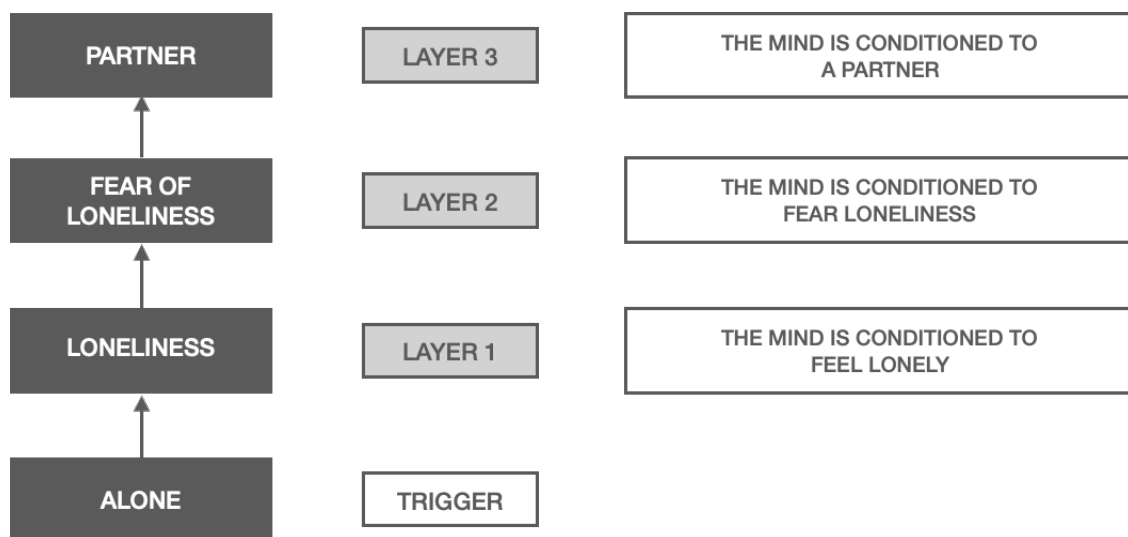 PARTNER
LAYER 3
THE MIND IS CONDITIONED TO
A PARTNER
FEAR OF
LONELINESS
LAYER 2
THE MIND IS CONDITIONED TO
FEAR LONELINESS
LONELINESS
LAYER 1
THE MIND IS CONDITIONED TO
FEEL LONELY
ALONE
TRIGGER